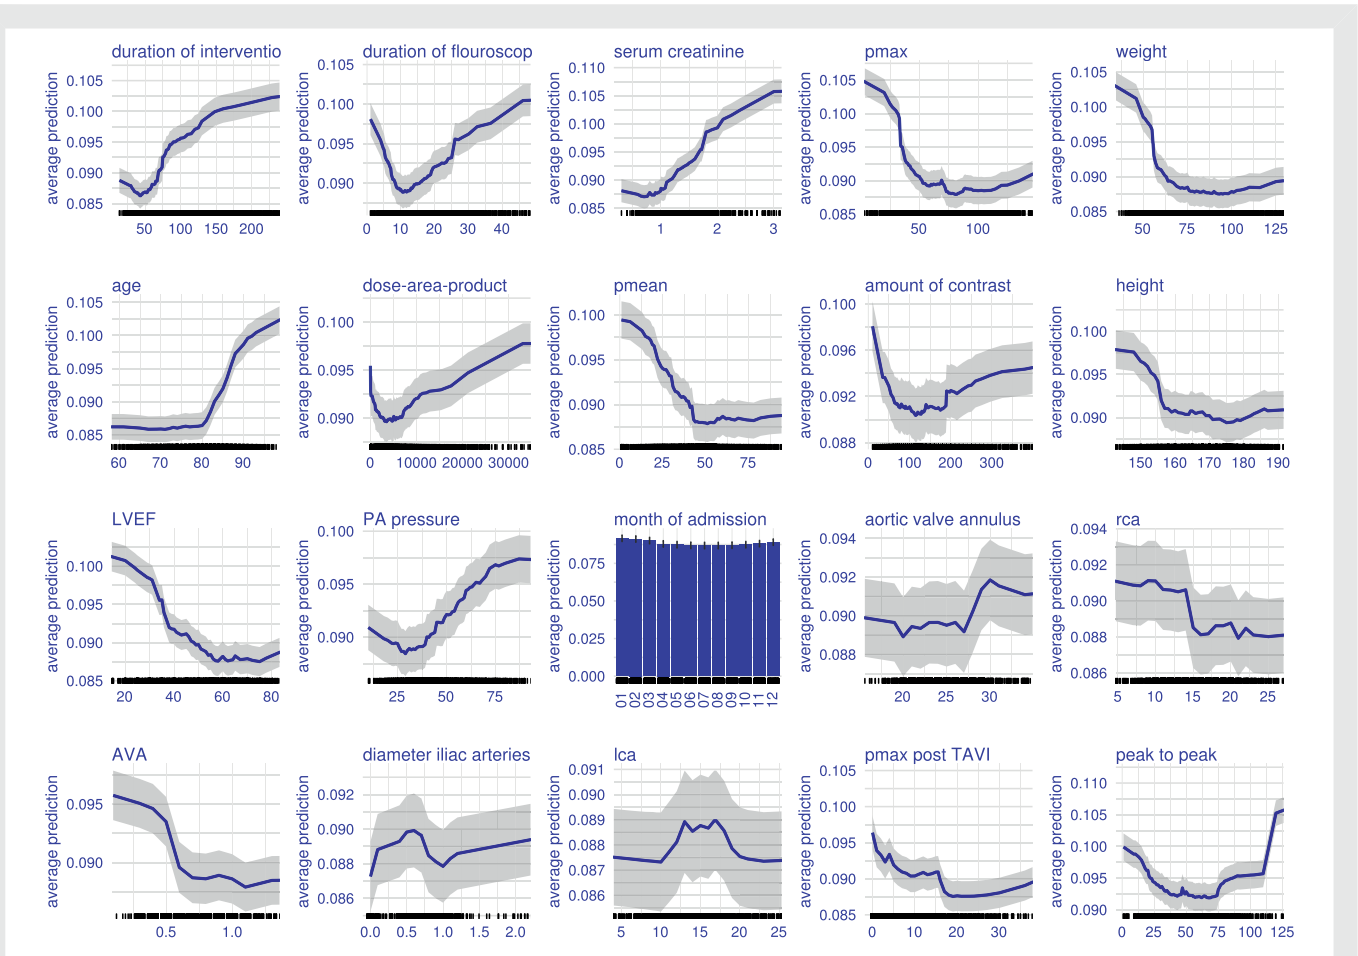 duration of interventio
average prediction
0.105
0.100
0.095
0.090
0.085
50 100 150 200
duration of flouroscop
average prediction
0.105
0.100
0.095
0.090
0 10 20 30 40
serum creatinine
average prediction
0.110
0.105
0.100
0.095
0.090
0.085
1 2 3
pmax
average prediction
0.105
0.100
0.095
0.090
0.085
50 100
weight
average prediction
0.105
0.100
0.095
0.090
0.085
50 75 100 125
age
average prediction
0.105
0.100
0.095
0.090
0.085
60 70 80 90
dose-area-product
average prediction
0.100
0.095
0.090
0 10000 20000 30000
pmean
average prediction
0.100
0.095
0.090
0.085
0 25 50 75
amount of contrast
average prediction
0.100
0.096
0.092
0.088
0 100 200 300
height
average prediction
0.100
0.095
0.090
150 160 170 180 190
LVEF
average prediction
0.100
0.095
0.090
0.085
20 40 60 80
PA pressure
average prediction
0.100
0.095
0.090
25 50 75
month of admission
average prediction
0.075
0.050
0.025
0.000
01 02 03 04 05 06 07 08 09 10 11 12
aortic valve annulus
average prediction
0.094
0.092
0.090
0.088
20 25 30
rca
average prediction
0.094
0.092
0.090
0.088
0.086
5 10 15 20 25
AVA
average prediction
0.095
0.090
0.5 1.0
diameter iliac arteries
average prediction
0.092
0.090
0.088
0.086
0.0 0.5 1.0 1.5 2.0
lca
average prediction
0.091
0.090
0.089
0.088
0.087
0.086
5 10 15 20 25
pmax post TAVI
average prediction
0.105
0.100
0.095
0.090
0.085
0 10 20 30
peak to peak
average prediction
0.110
0.105
0.100
0.095
0.090
0 25 50 75 100 125